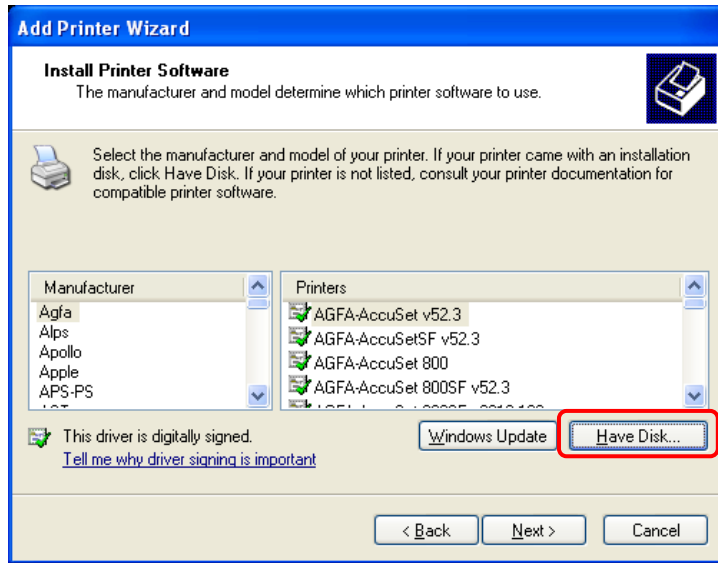 Add Printer Wizard
Install Printer Software
The manufacturer and model determine which printer software to use.
Select the manufacturer and model of your printer. If your printer came with an installation
disk, click Have Disk. If your printer is not listed, consult your printer documentation for
compatible printer software.
Manufacturer
Agfa
Alps
Apollo
Apple
APS-PS
Printers
AGFA-AccuSet v52.3
AGFA-AccuSetSF v52.3
AGFA-AccuSet 800
AGFA-AccuSet 800SF v52.3
This driver is digitally signed.
Tell me why driver signing is important
Windows Update
Have Disk...
< Back
Next >
Cancel